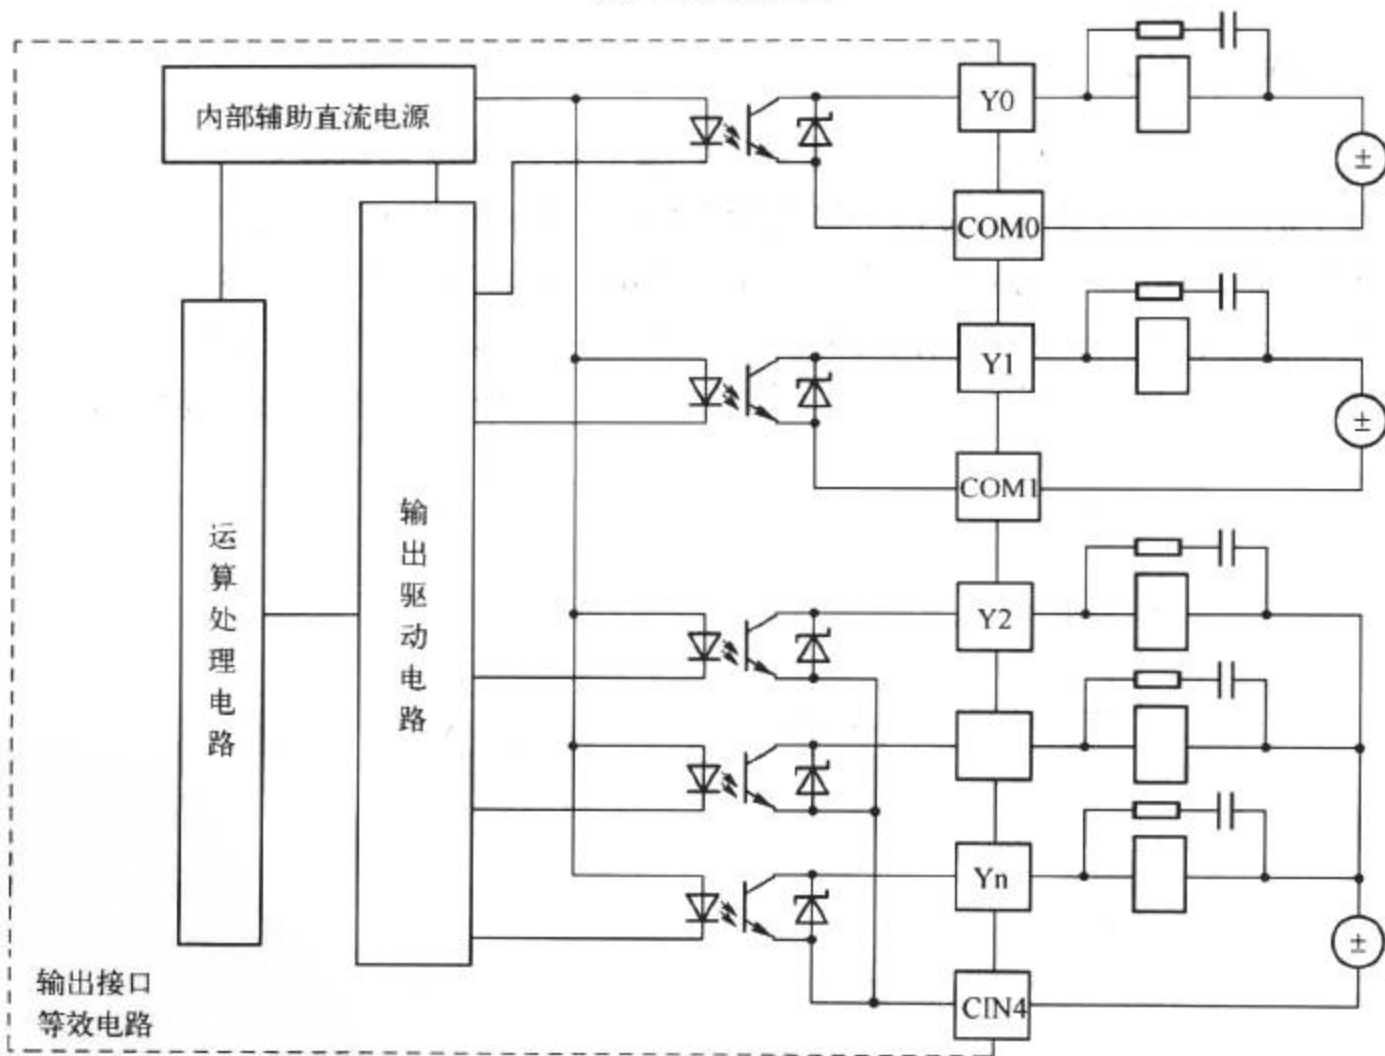 内部辅助直流电源
Y0
±
COM0
Y1
±
COM1
运算处理电路
输出驱动电路
Y2
Yn
±
CIN4
输出接口
等效电路